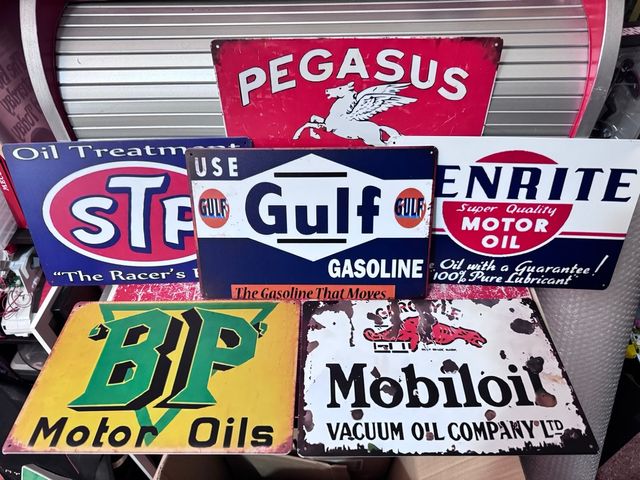 PEGASUS
Oil Treatment
STP
"The Racer's
USE
Gulf
GULF
GULF
GASOLINE
The Gasoline That Moves
ENRITE
Super Quality
MOTOR
OIL
Oil with a Guarantee!
100% Pure Lubricant
BP
Motor Oils
GARGOYLE
Mobiloil
VACUUM OIL COMPANY LTD